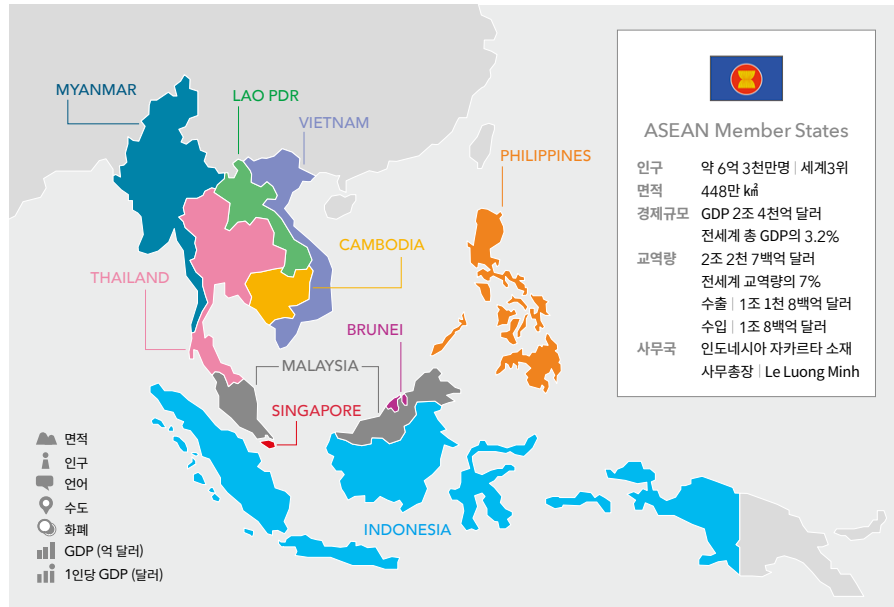 MYANMAR
LAO PDR
VIETNAM
PHILIPPINES
CAMBODIA
THAILAND
BRUNEI
MALAYSIA
SINGAPORE
INDONESIA
면적
인구
언어
수도
화폐
GDP (억 달러)
1인당 GDP (달러)
ASEAN Member States
인구 약 6억 3천만명 | 세계3위
면적 448만 ㎢
경제규모 GDP 2조 4천억 달러
전세계 총 GDP의 3.2%
교역량 2조 2천 7백억 달러
전세계 교역량의 7%
수출 | 1조 1천 8백억 달러
수입 | 1조 8백억 달러
사무국 인도네시아 자카르타 소재
사무총장 | Le Luong Minh